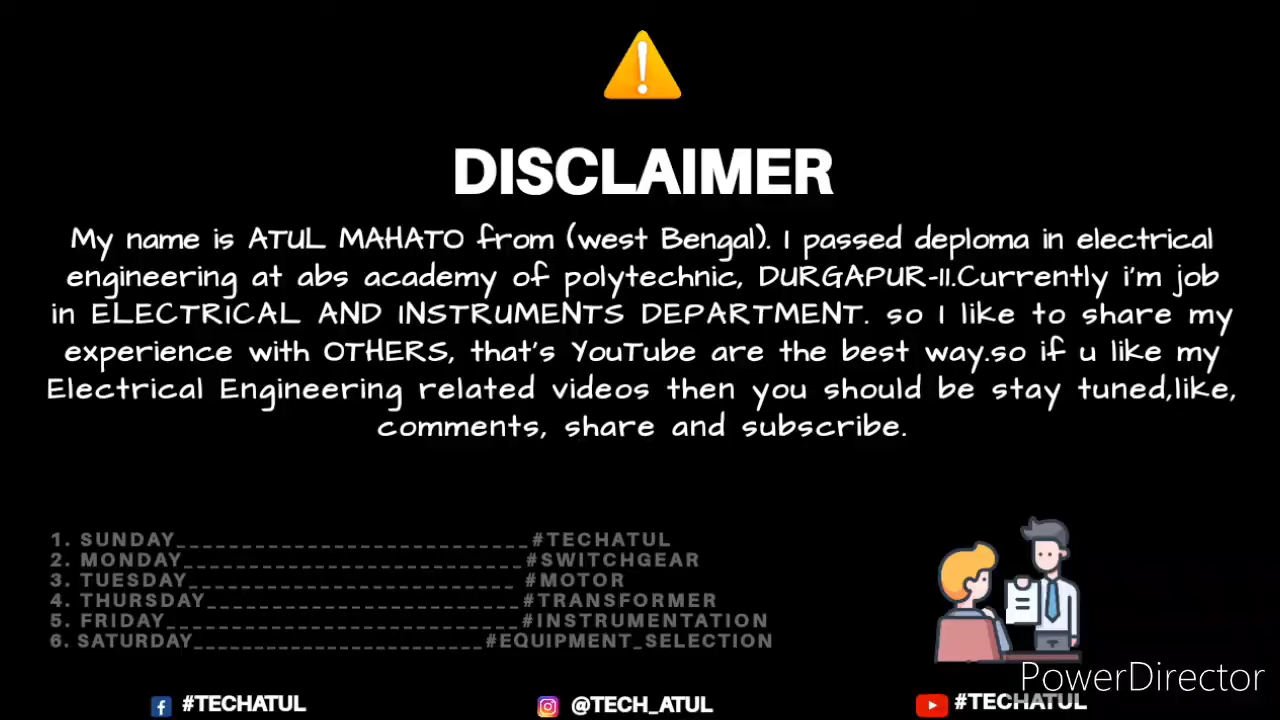 DISCLAIMER
My name is ATUL MAHATO from (west Bengal). I passed deploma in electrical
engineering at abs academy of polytechnic, DURGAPUR-II.Currently i'm job
in ELECTRICAL AND INSTRUMENTS DEPARTMENT. so I like to share my
experience with OTHERS, that's YouTube are the best way.so if u like my
Electrical Engineering related videos then you should be stay tuned,like,
comments, share and subscribe.
1. SUNDAY___________________________#TECHATUL
2. MONDAY__________________________#SWITCHGEAR
3. TUESDAY_________________________ #MOTOR
4. THURSDAY________________________#TRANSFORMER
5. FRIDAY___________________________#INSTRUMENTATION
6. SATURDAY______________________#EQUIPMENT_SELECTION
PowerDirector
#TECHATUL
@TECH_ATUL
#TECHATUL